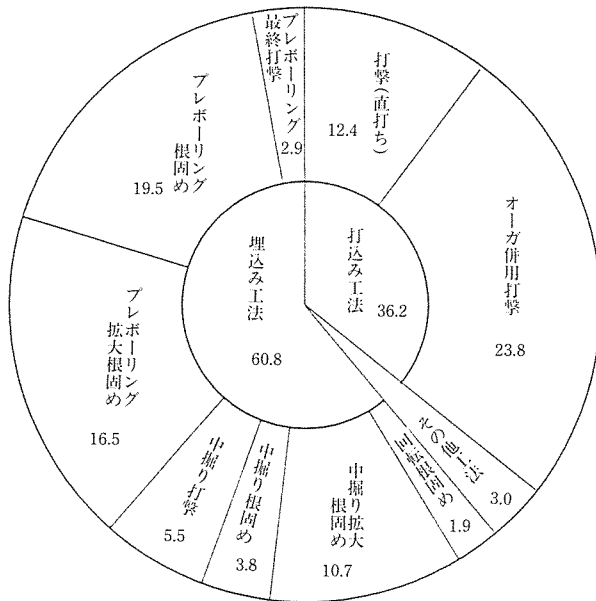 打撃(直打ち)
12.4
オーガ併用打撃
23.8
その他工法
3.0
回転根固め
1.9
中掘り拡大
根固め
10.7
中掘り根固め
3.8
中掘り打撃
5.5
プレボーリング
拡大根固め
16.5
プレボーリング
根固め
19.5
プレボーリング
最終打撃
2.9
打込み工法
36.2
埋込み工法
60.8